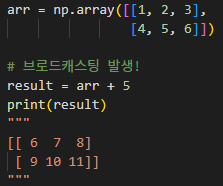 arr = np.array([[1, 2, 3],
                [4, 5, 6]])

# 브로드캐스팅 발생!
result = arr + 5
print(result)
"""
[[ 6  7  8]
 [ 9 10 11]]
"""